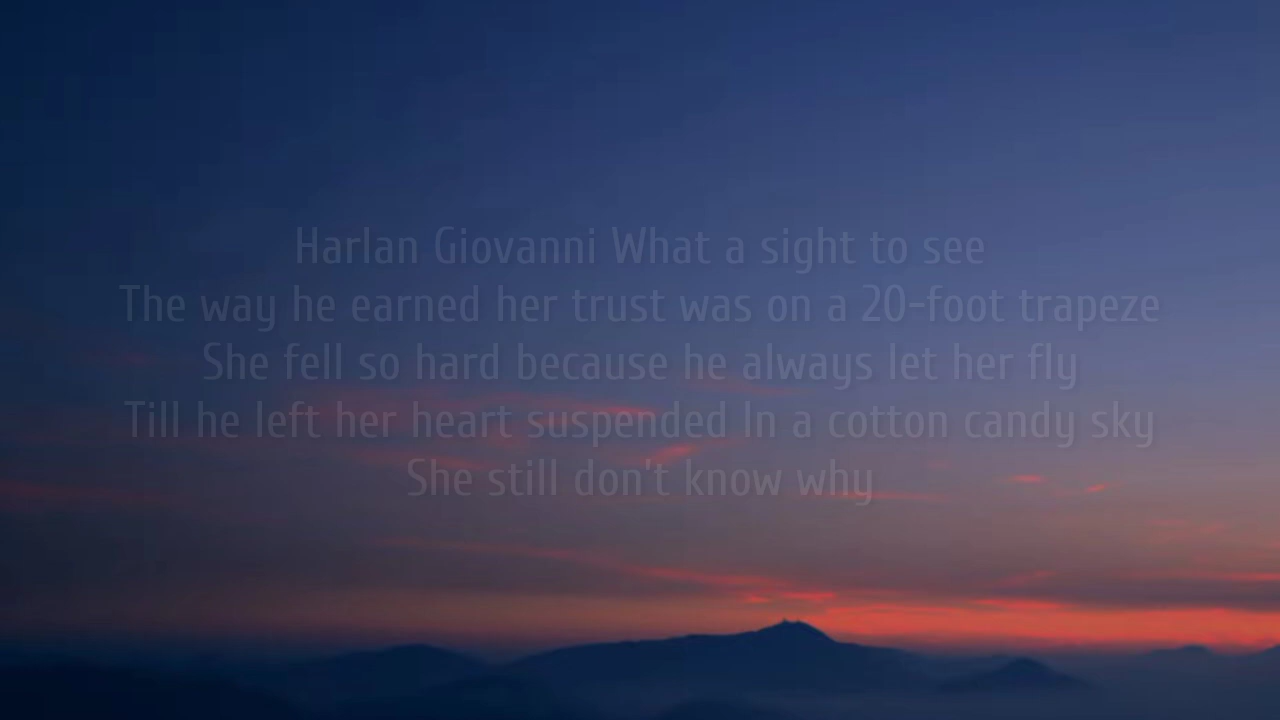 Harlan Giovanni What a sight to see
The way he earned her trust was on a 20-foot trapeze
She fell so hard because he always let her fly
Till he left her heart suspended In a cotton candy sky
She still don't know why